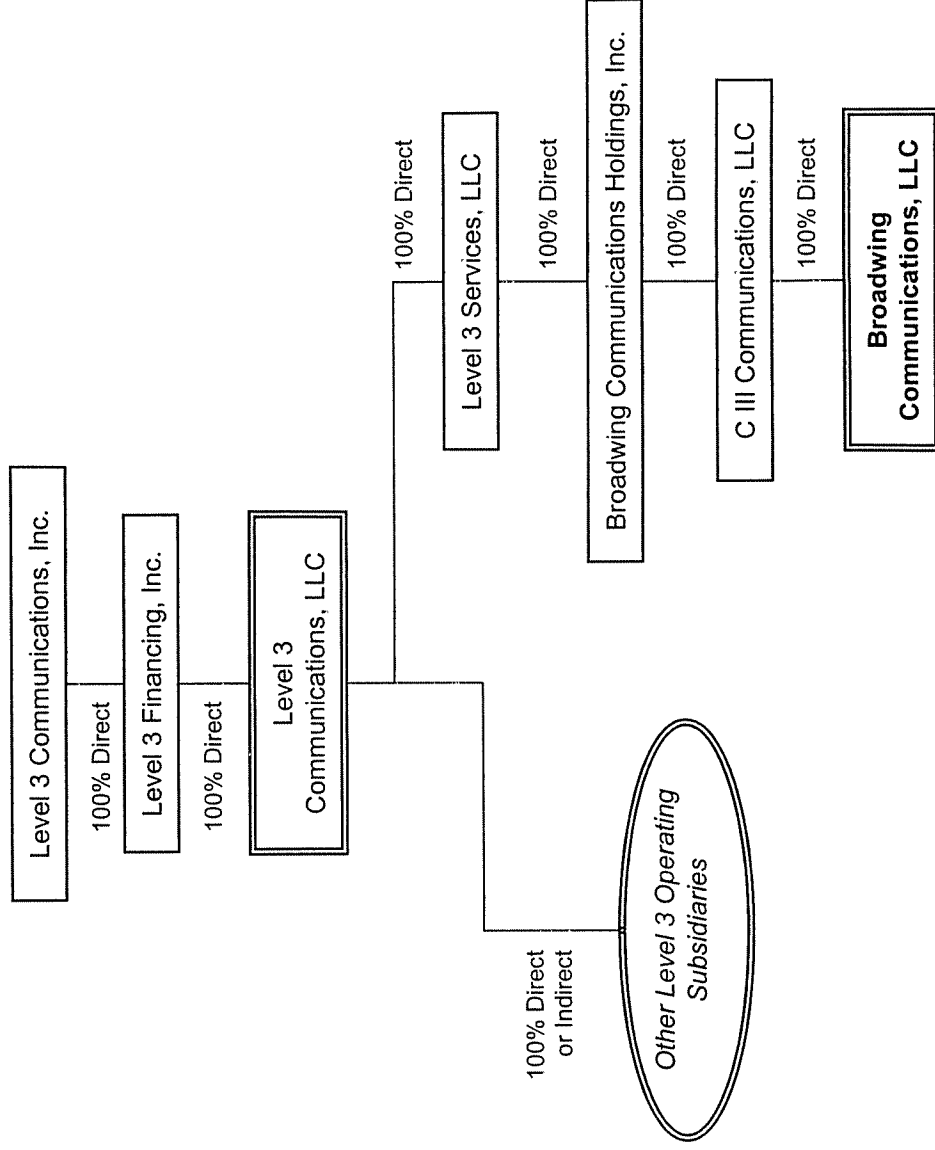 Level 3 Communications, Inc.
100% Direct
Level 3 Financing, Inc.
100% Direct
Level 3
Communications, LLC
100% Direct
or Indirect
Other Level 3 Operating
Subsidiaries
100% Direct
Level 3 Services, LLC
100% Direct
Broadwing Communications Holdings, Inc.
100% Direct
C III Communications, LLC
100% Direct
Broadwing
Communications, LLC